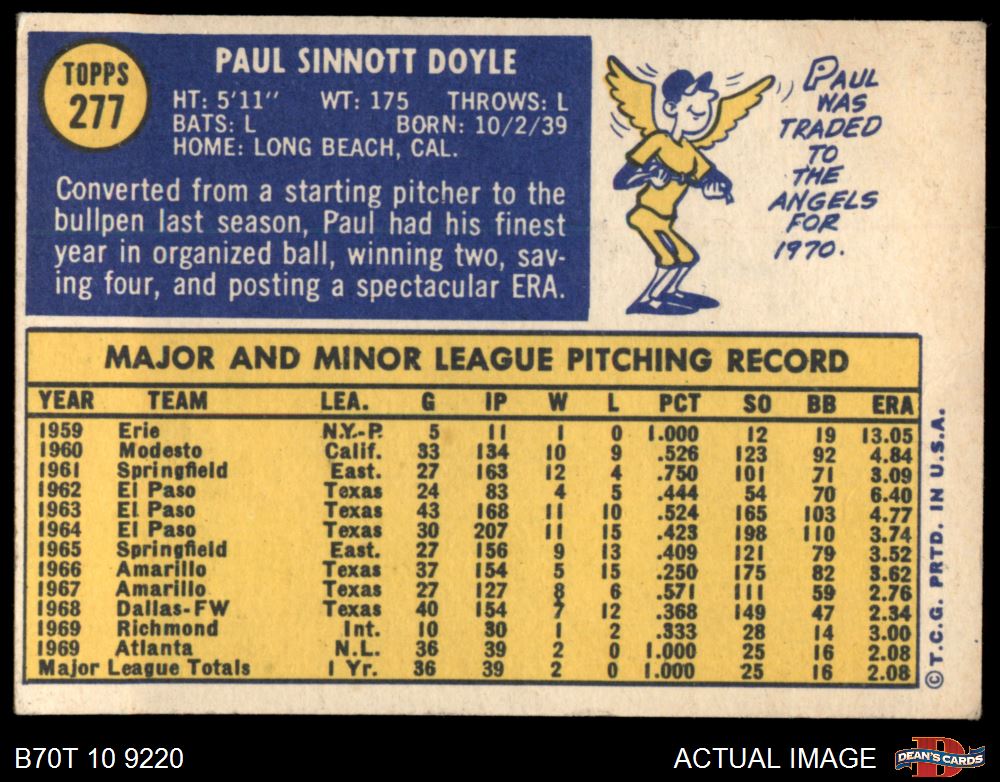 TOPPS
277
PAUL SINNOTT DOYLE
HT: 5'11" WT: 175 THROWS: L
BATS: L BORN: 10/2/39
HOME: LONG BEACH, CAL.
Converted from a starting pitcher to the
bullpen last season, Paul had his finest
year in organized ball, winning two, sav-
ing four, and posting a spectacular ERA.
PAUL
WAS
TRADED
TO
THE
ANGELS
FOR
1970.
MAJOR AND MINOR LEAGUE PITCHING RECORD
YEAR TEAM LEA. G IP W L PCT SO BB ERA
1959 Erie N.Y.-P. 5 11 1 0 1.000 12 19 13.05
1960 Modesto Calif. 33 134 10 9 .526 123 92 4.84
1961 Springfield East. 27 163 12 4 .750 101 71 3.09
1962 El Paso Texas 24 83 4 5 .444 54 70 6.40
1963 El Paso Texas 43 168 11 10 .524 165 103 4.77
1964 El Paso Texas 30 207 11 15 .423 198 110 3.74
1965 Springfield East. 27 156 9 13 .409 121 79 3.52
1966 Amarillo Texas 37 154 5 15 .250 175 82 3.62
1967 Amarillo Texas 27 127 8 6 .571 111 59 2.76
1968 Dallas-FW Texas 40 154 7 12 .368 149 47 2.34
1969 Richmond Int. 10 30 1 2 .333 28 14 3.00
1969 Atlanta N.L. 36 39 2 0 1.000 25 16 2.08
Major League Totals 1 Yr. 36 39 2 0 1.000 25 16 2.08
©T.C.G. PRTD. IN U.S.A.
B70T 10 9220
ACTUAL IMAGE
D
DEAN'S CARDS